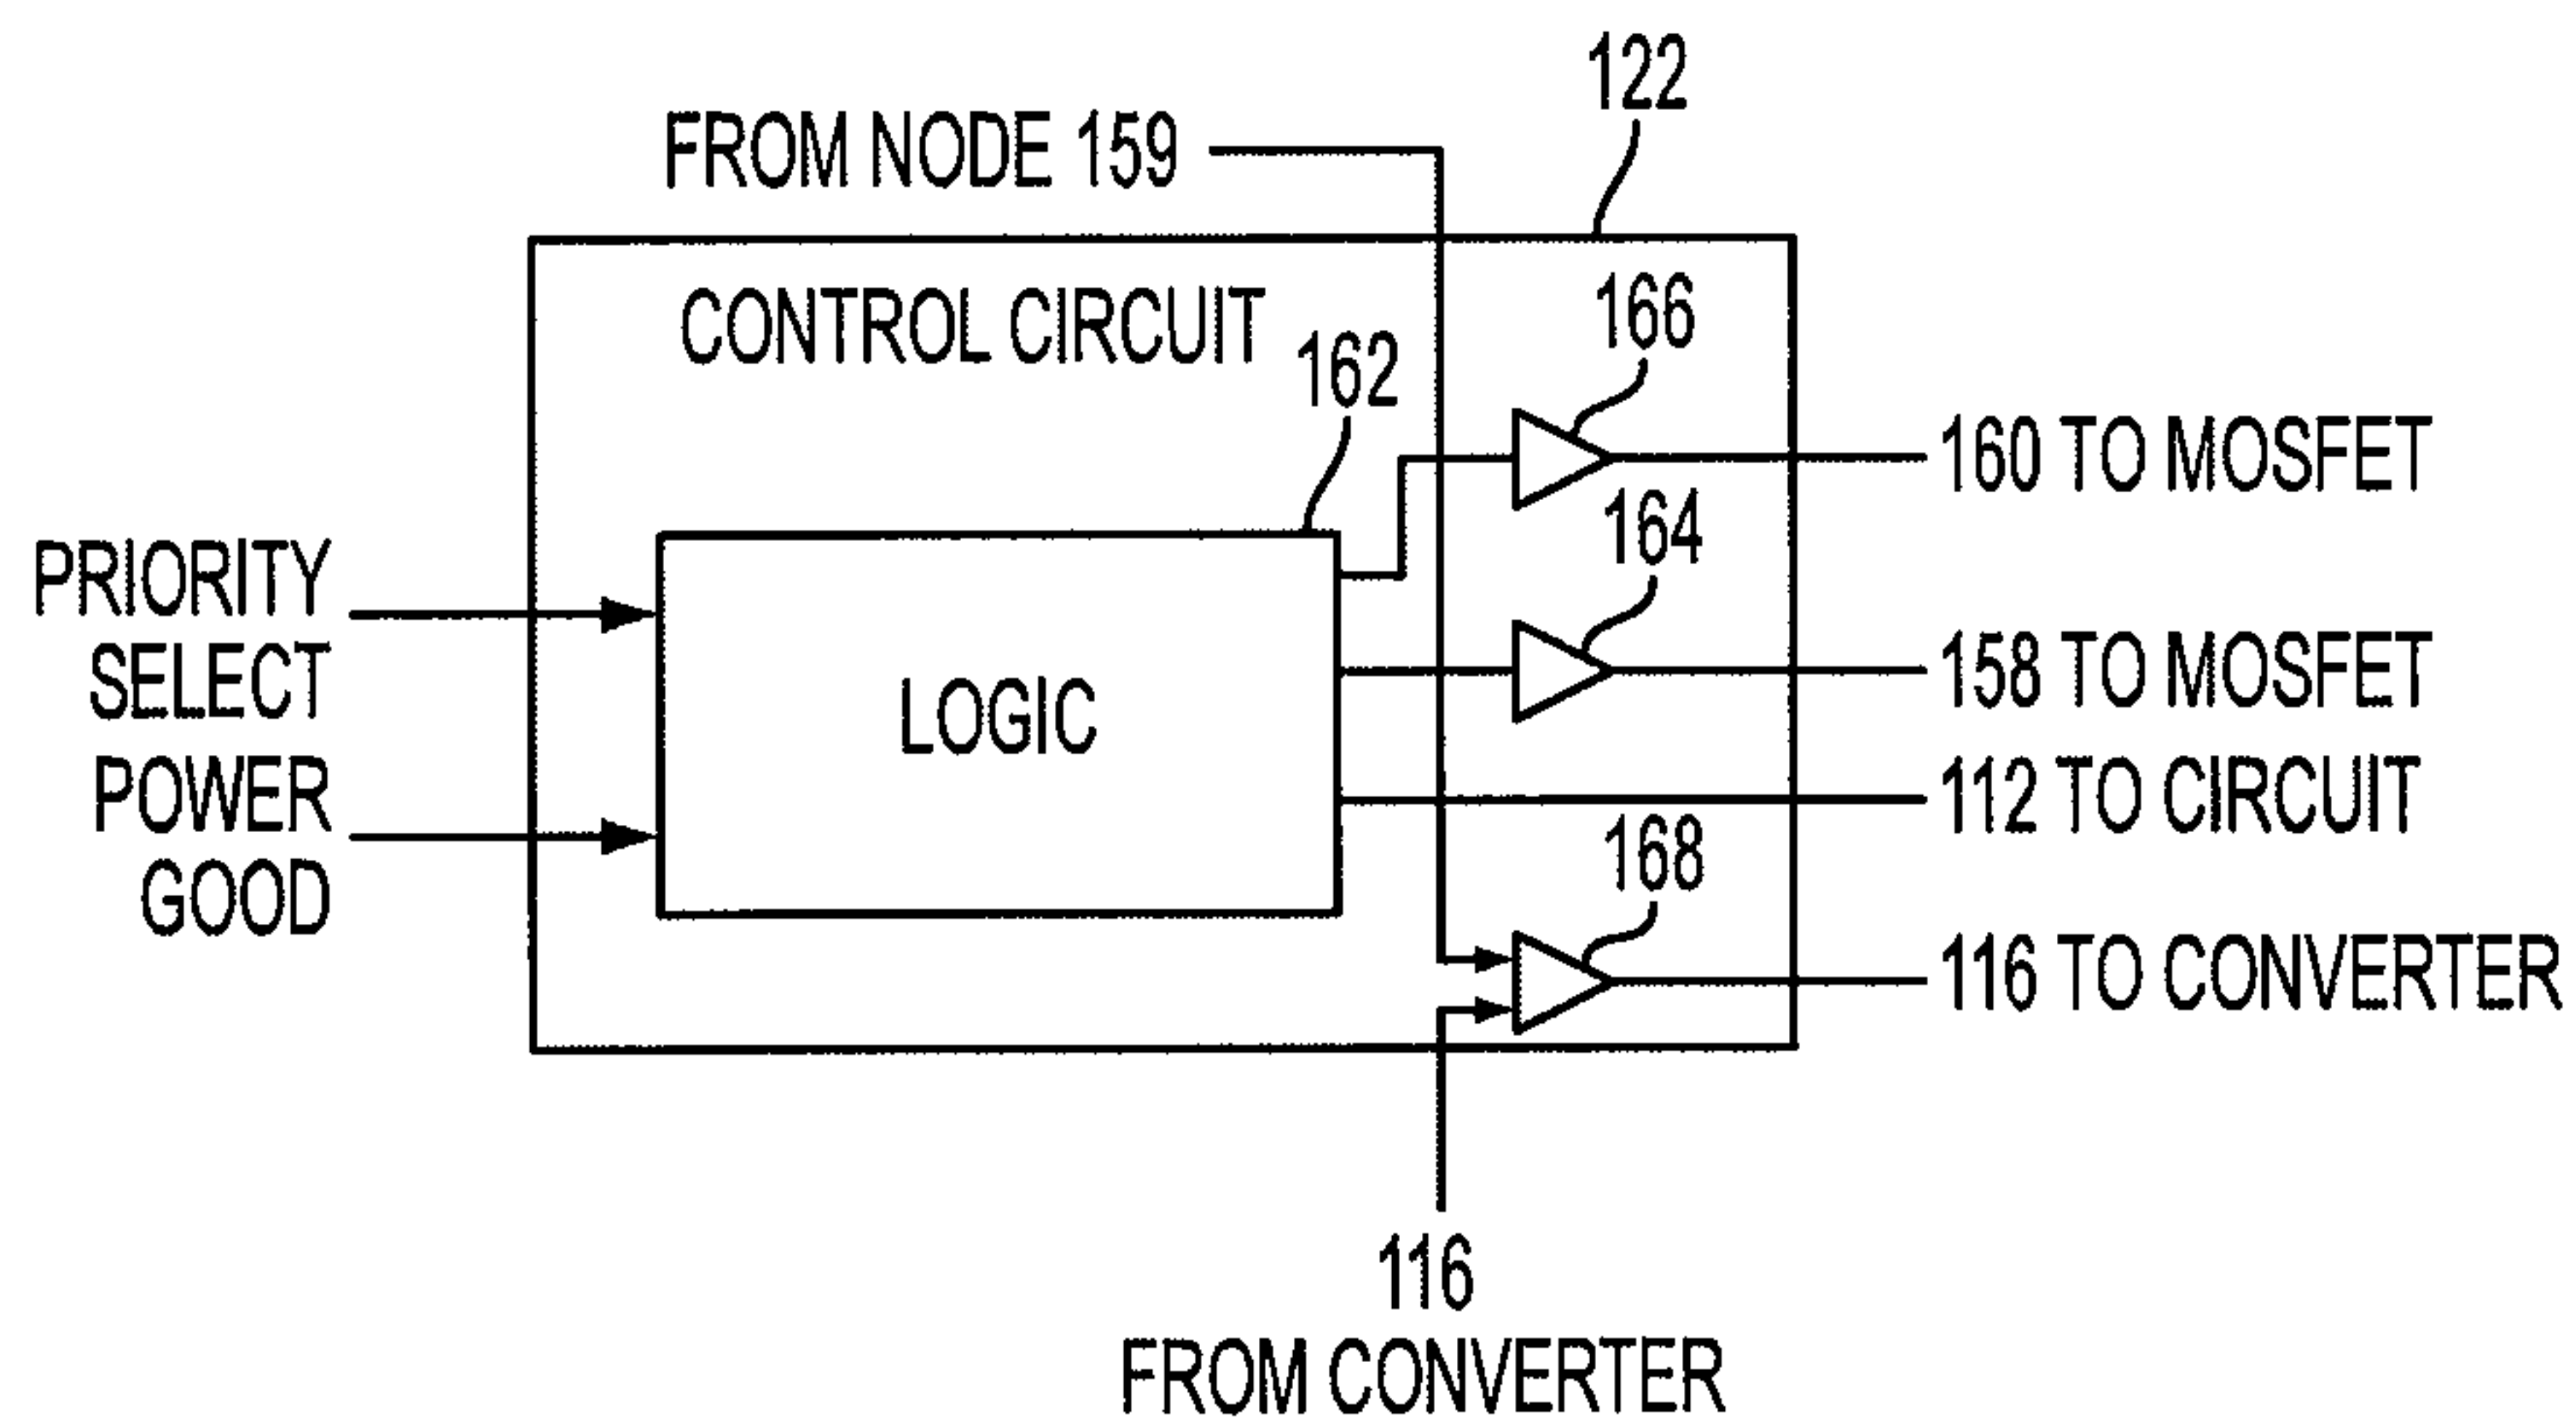 122
FROM NODE 159
CONTROL CIRCUIT
166
162
160 TO MOSFET
164
PRIORITY
SELECT
158 TO MOSFET
LOGIC
POWER
GOOD
112 TO CIRCUIT
168
116 TO CONVERTER
116
FROM CONVERTER